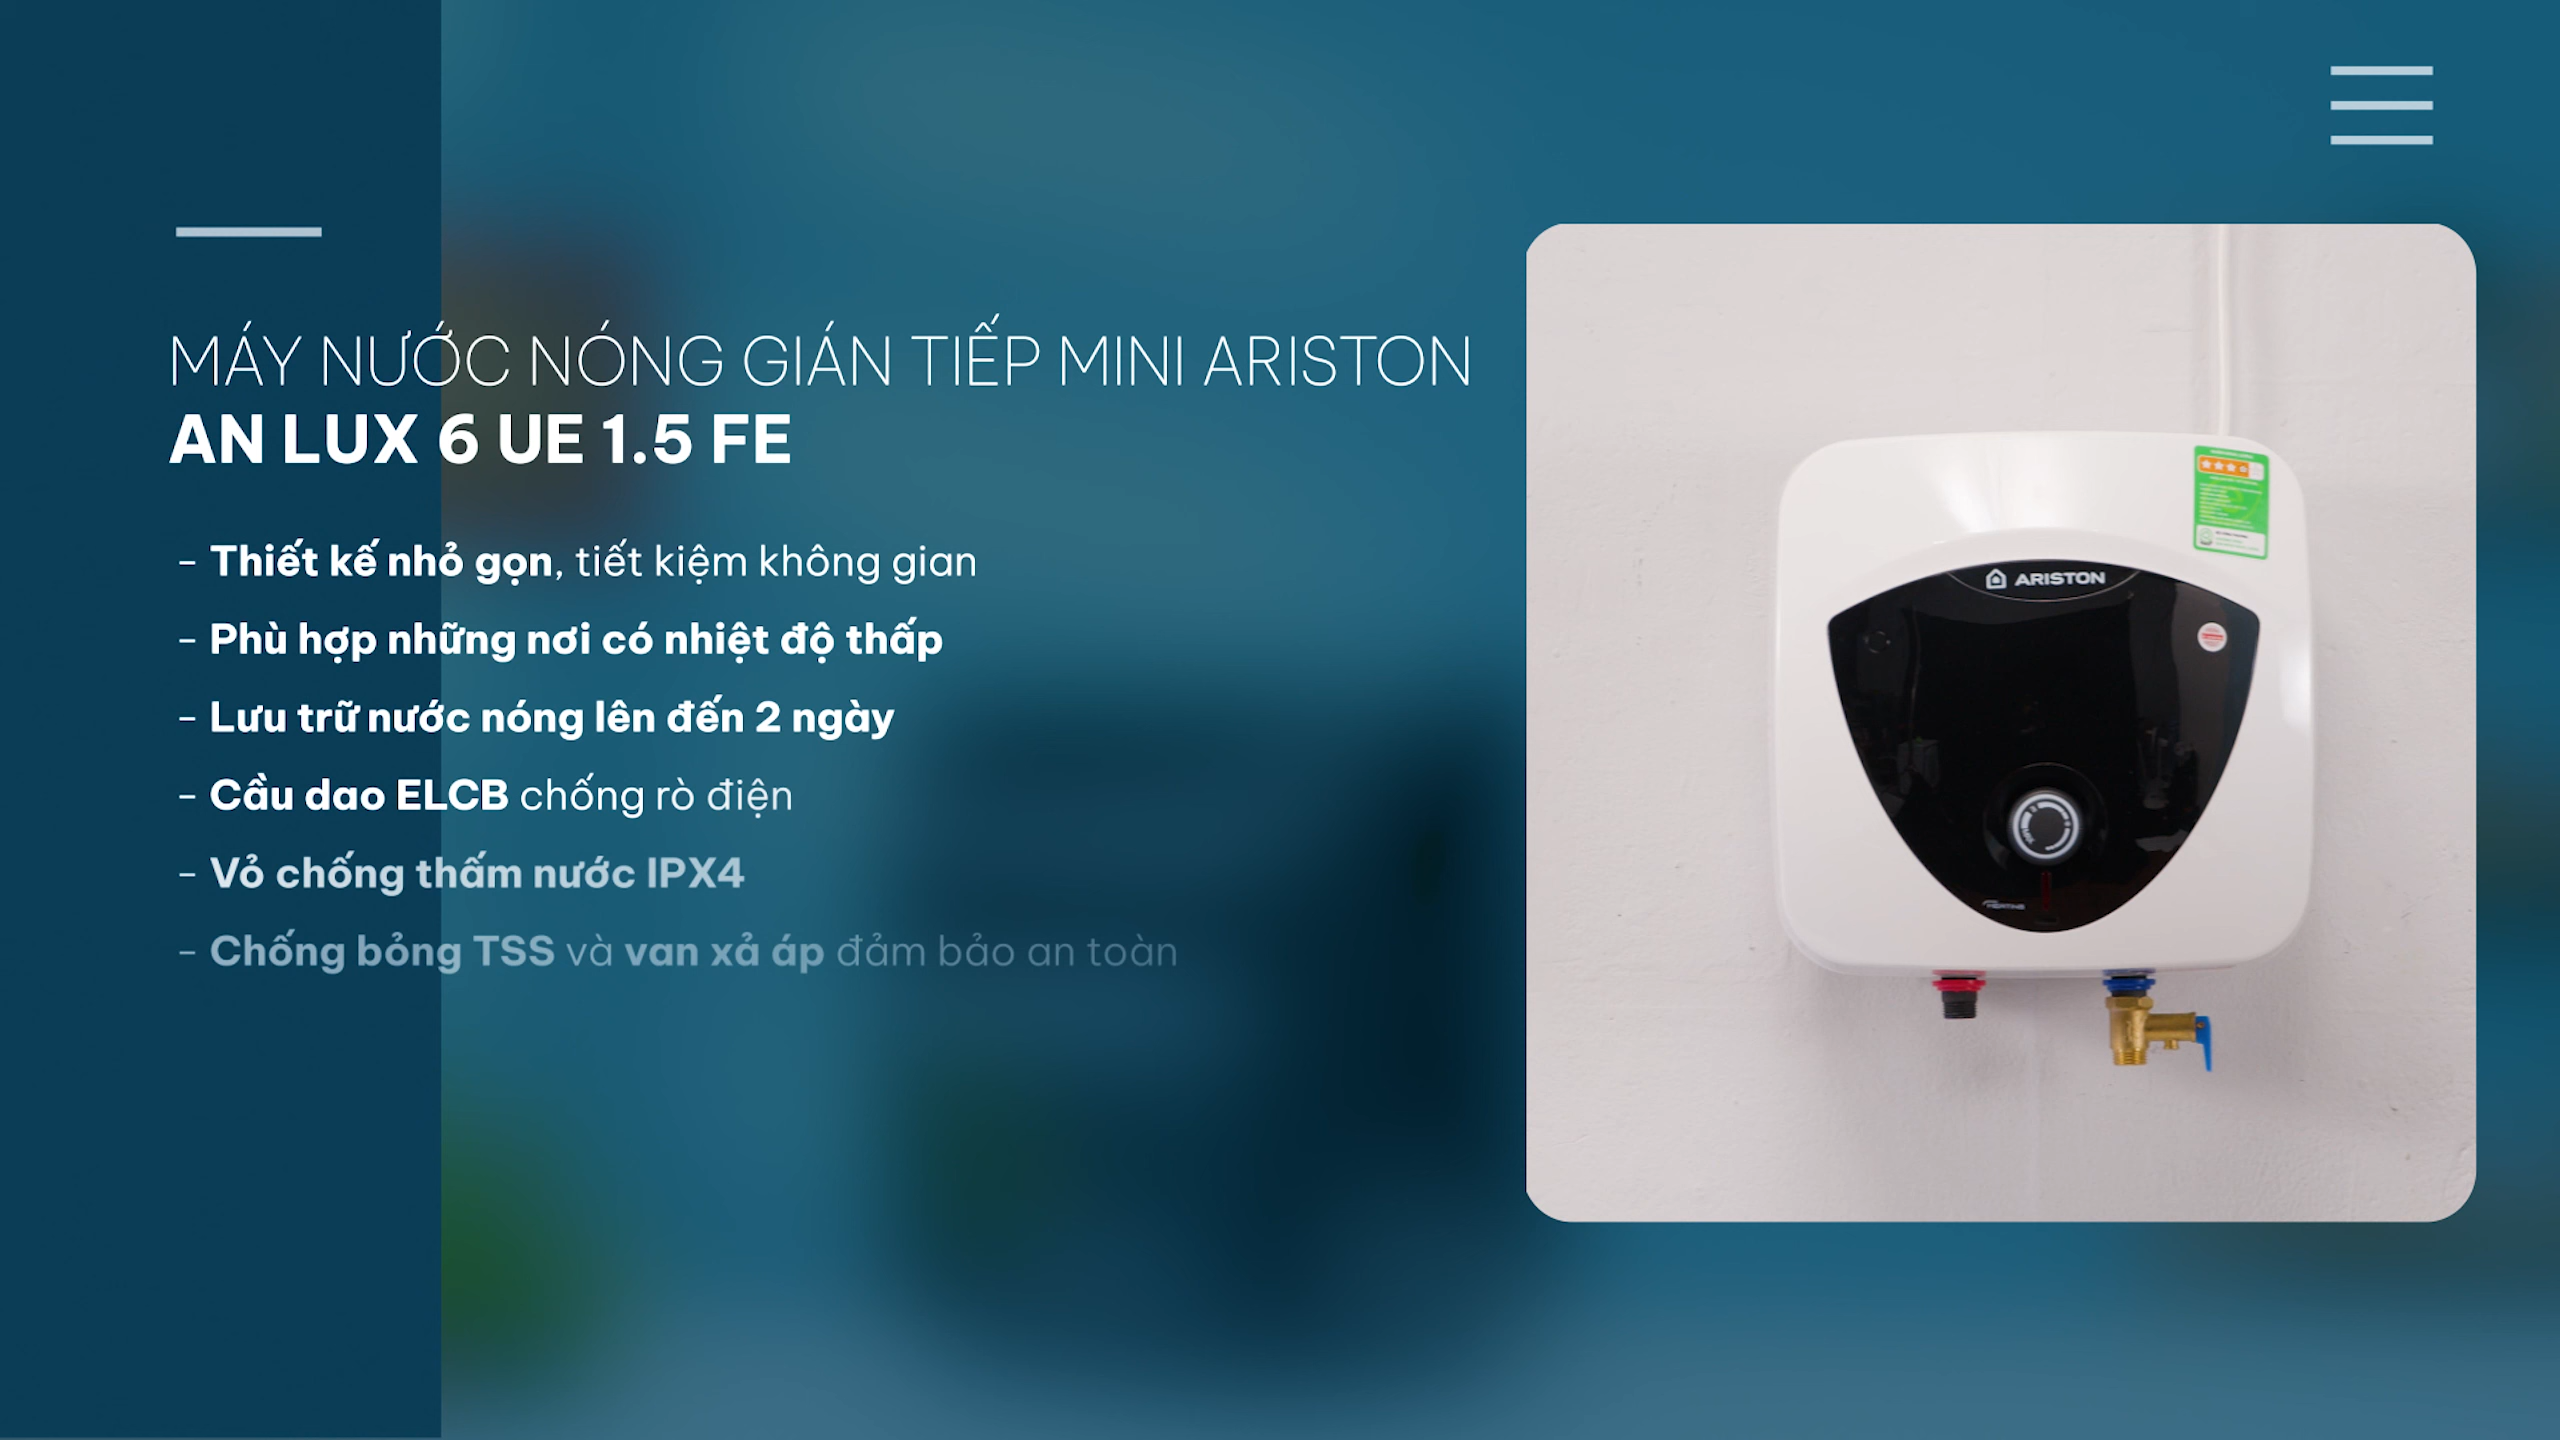 MÁY NƯỚC NÓNG GIÁN TIẾP MINI ARISTON
AN LUX 6 UE 1.5 FE
– Thiết kế nhỏ gọn, tiết kiệm không gian
– Phù hợp những nơi có nhiệt độ thấp
– Lưu trữ nước nóng lên đến 2 ngày
– Cầu dao ELCB chống rò điện
– Vỏ chống thấm nước IPX4
– Chống bỏng TSS và van xả áp đảm bảo an toàn
ARISTON